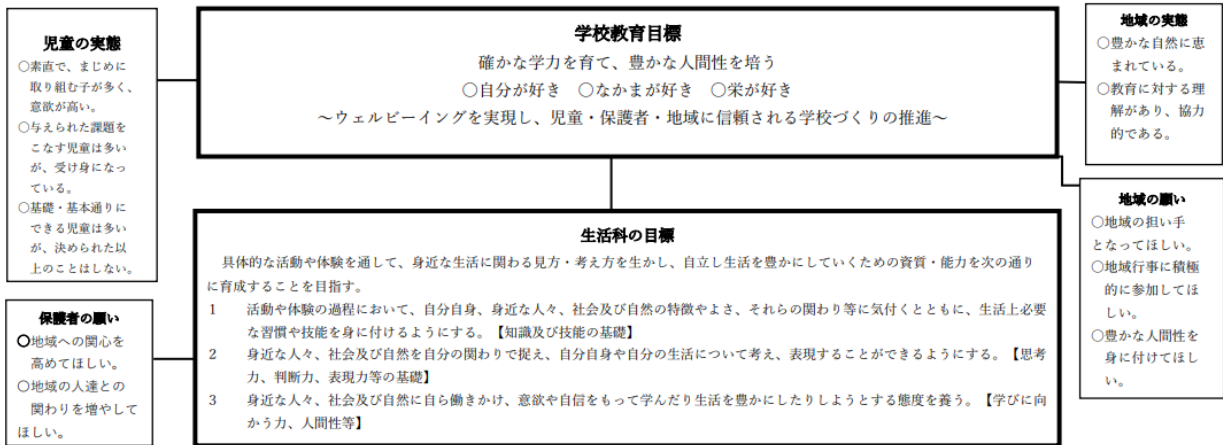 児童の実態
○素直で、まじめに
取り組む子が多く、
意欲が高い。
○与えられた課題を
こなす児童は多い
が、受け身になっ
ている。
○基礎・基本通りに
できる児童は多い
が、決められた以
上のことはしない。
保護者の願い
○地域への関心を
高めてほしい。
○地域の人達との
関わりを増やして
ほしい。
学校教育目標
確かな学力を育て、豊かな人間性を培う
○自分が好き　○なかまが好き　○栄が好き
～ウェルビーイングを実現し、児童・保護者・地域に信頼される学校づくりの推進～
生活科の目標
具体的な活動や体験を通して、身近な生活に関わる見方・考え方を生かし、自立し生活を豊かにしていくための資質・能力を次の通り
に育成することを目指す。
1　活動や体験の過程において、自分自身、身近な人々、社会及び自然の特徴やよさ、それらの関わり等に気付くとともに、生活上必要
な習慣や技能を身に付けるようにする。【知識及び技能の基礎】
2　身近な人々、社会及び自然を自分の関わりで捉え、自分自身や自分の生活について考え、表現することができるようにする。【思考
力、判断力、表現力等の基礎】
3　身近な人々、社会及び自然に自ら働きかけ、意欲や自信をもって学んだり生活を豊かにしたりしようとする態度を養う。【学びに向
かう力、人間性等】
地域の実態
○豊かな自然に恵
まれている。
○教育に対する理
解があり、協力
的である。
地域の願い
○地域の担い手
となってほしい。
○地域行事に積極
的に参加してほ
しい。
○豊かな人間性を
身に付けてほし
い。